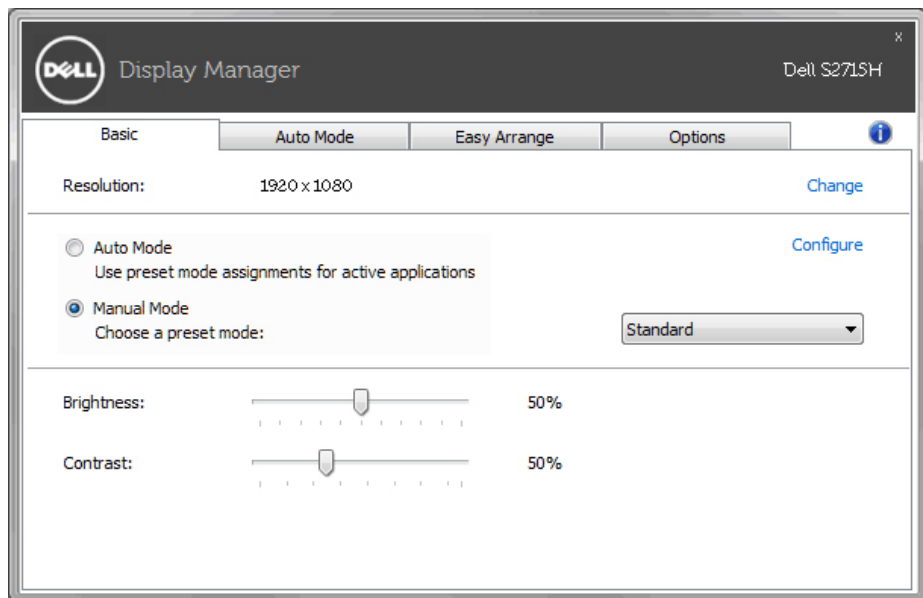 x
DELL Display Manager Dell S2715H
Basic Auto Mode Easy Arrange Options i
Resolution: 1920 x 1080 Change
Auto Mode Configure
Use preset mode assignments for active applications
Manual Mode
Choose a preset mode: Standard
Brightness: 50%
Contrast: 50%